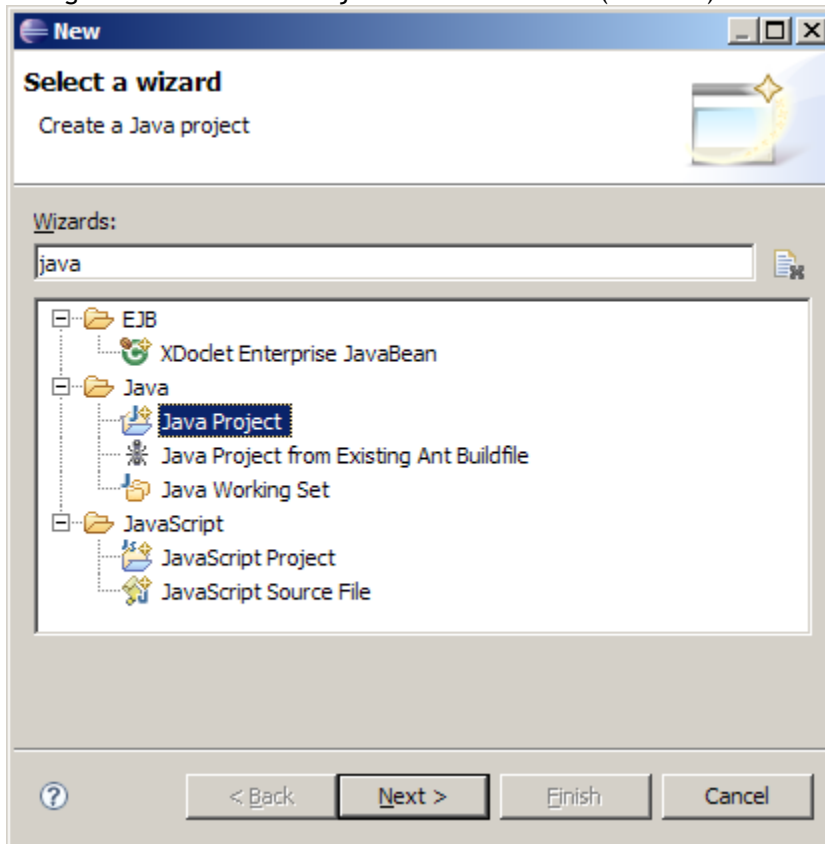 New
Select a wizard
Create a Java project
Wizards:
java
EJB
XDoclet Enterprise JavaBean
Java
Java Project
Java Project from Existing Ant Buildfile
Java Working Set
JavaScript
JavaScript Project
JavaScript Source File
< Back Next > Finish Cancel